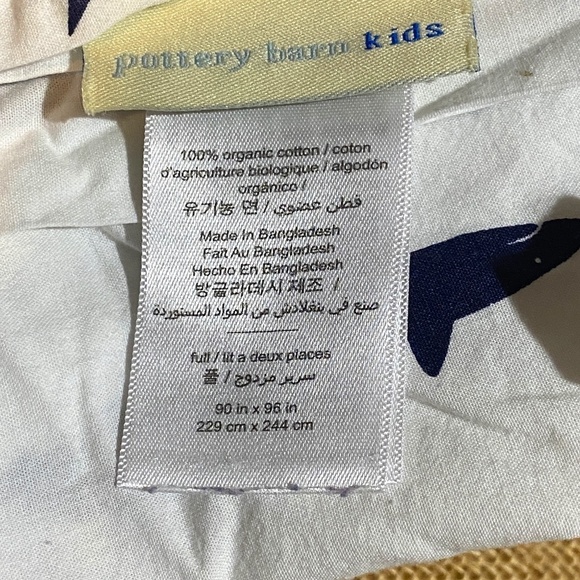 pottery barn kids
100% organic cotton / coton
d'agriculture biologique / algodón
orgánico /
유기농 면 / قطن عضوي /
Made In Bangladesh
Fait Au Bangladesh
Hecho En Bangladesh
방글라데시 제조 /
صنع في بنغلادش من المواد المستوردة
full / lit a deux places
풀 / سرير مزدوج /
90 in x 96 in
229 cm x 244 cm